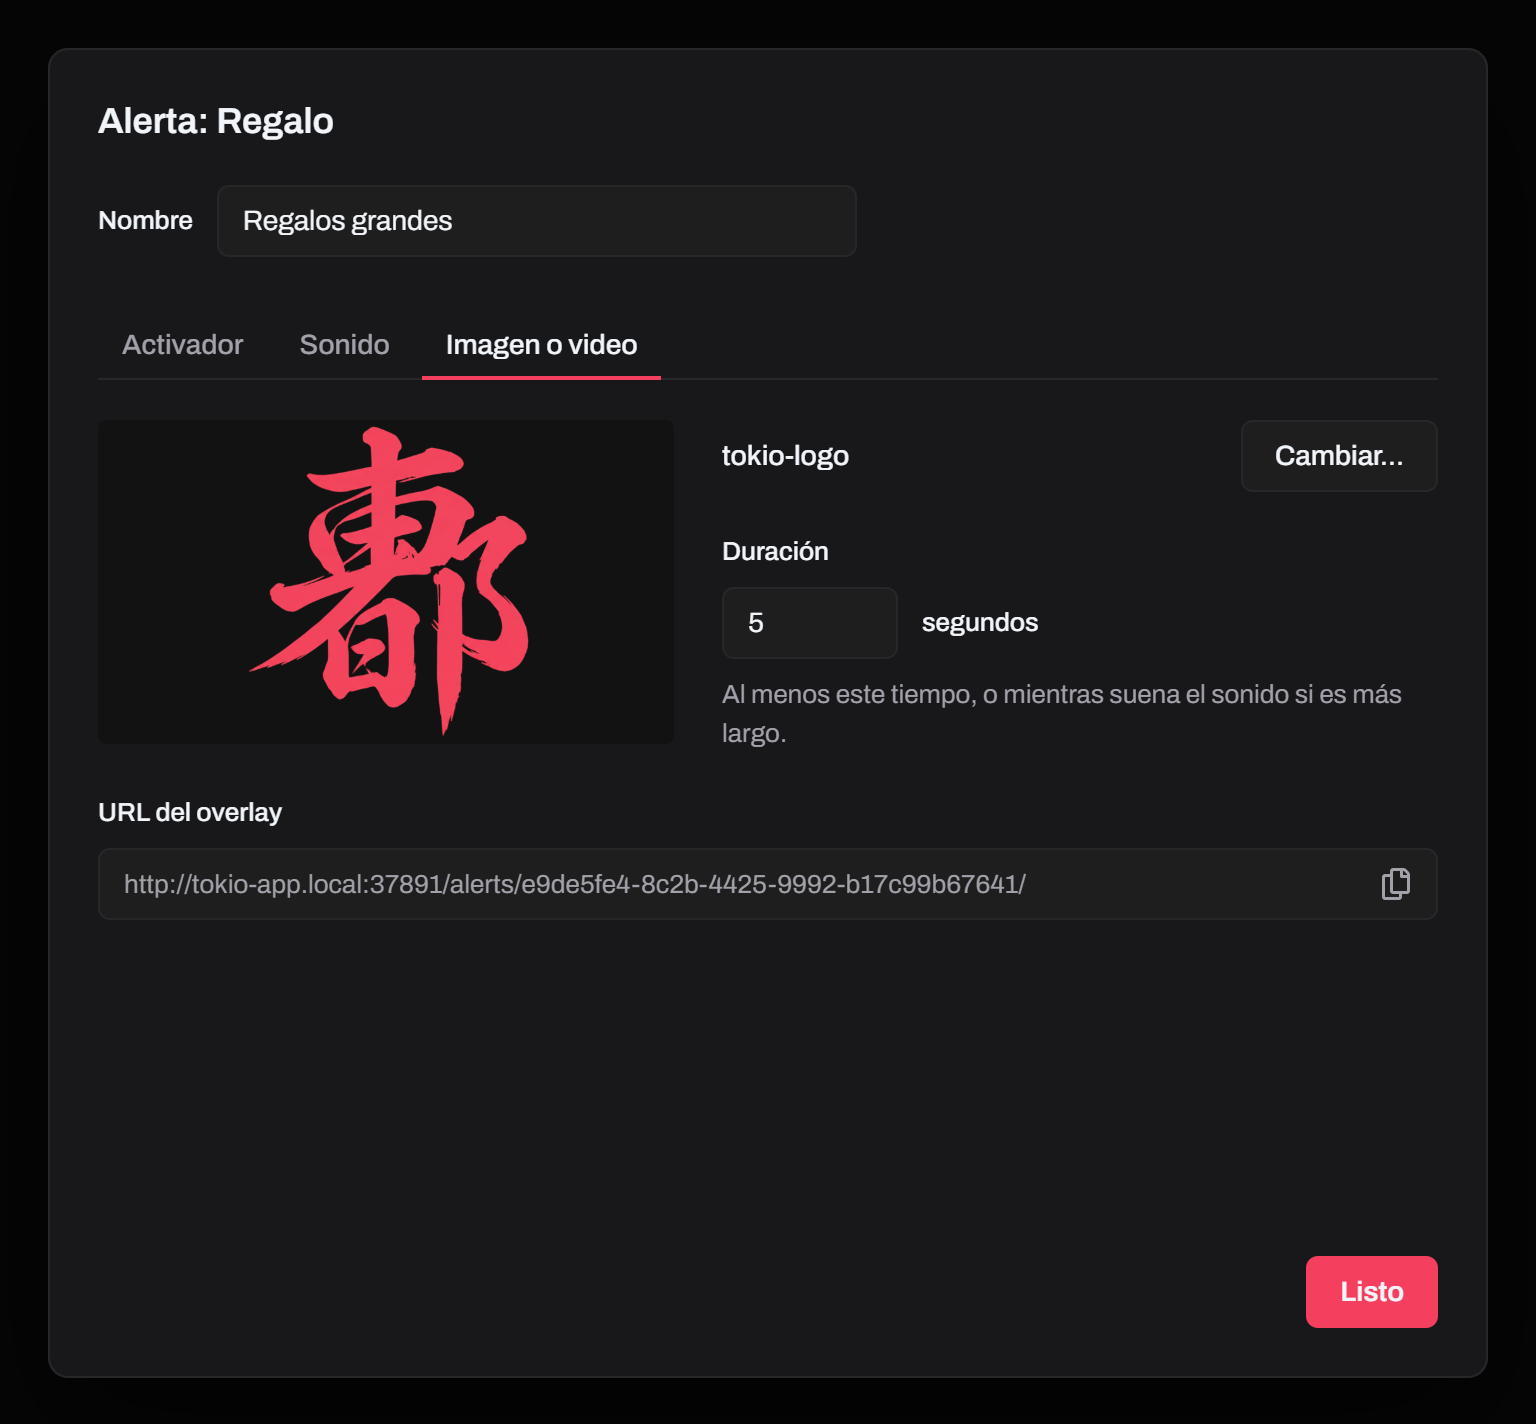 Alerta: Regalo
Nombre
Regalos grandes
Activador
Sonido
Imagen o video
都
tokio-logo
Cambiar...
Duración
5
segundos
Al menos este tiempo, o mientras suena el sonido si es más
largo.
URL del overlay
http://tokio-app.local:37891/alerts/e9de5fe4-8c2b-4425-9992-b17c99b67641/
Listo